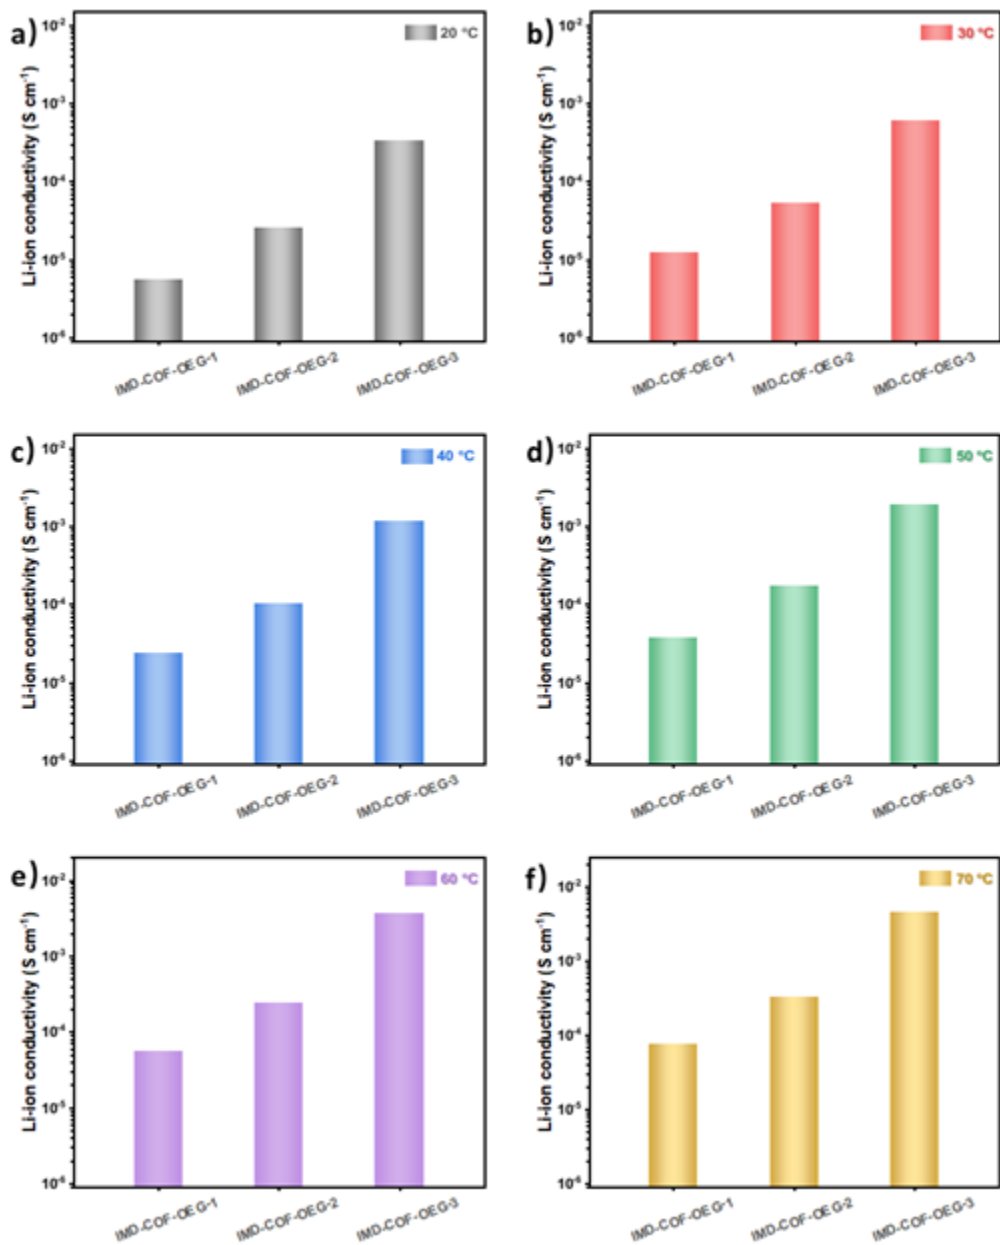 a)
20 °C
Li-ion conductivity (S cm⁻¹)
10⁻²
10⁻³
10⁻⁴
10⁻⁵
10⁻⁶
IMD-COF-OEG-1
IMD-COF-OEG-2
IMD-COF-OEG-3
b)
30 °C
Li-ion conductivity (S cm⁻¹)
10⁻²
10⁻³
10⁻⁴
10⁻⁵
10⁻⁶
IMD-COF-OEG-1
IMD-COF-OEG-2
IMD-COF-OEG-3
c)
40 °C
Li-ion conductivity (S cm⁻¹)
10⁻²
10⁻³
10⁻⁴
10⁻⁵
10⁻⁶
IMD-COF-OEG-1
IMD-COF-OEG-2
IMD-COF-OEG-3
d)
50 °C
Li-ion conductivity (S cm⁻¹)
10⁻²
10⁻³
10⁻⁴
10⁻⁵
10⁻⁶
IMD-COF-OEG-1
IMD-COF-OEG-2
IMD-COF-OEG-3
e)
60 °C
Li-ion conductivity (S cm⁻¹)
10⁻²
10⁻³
10⁻⁴
10⁻⁵
10⁻⁶
IMD-COF-OEG-1
IMD-COF-OEG-2
IMD-COF-OEG-3
f)
70 °C
Li-ion conductivity (S cm⁻¹)
10⁻²
10⁻³
10⁻⁴
10⁻⁵
10⁻⁶
IMD-COF-OEG-1
IMD-COF-OEG-2
IMD-COF-OEG-3